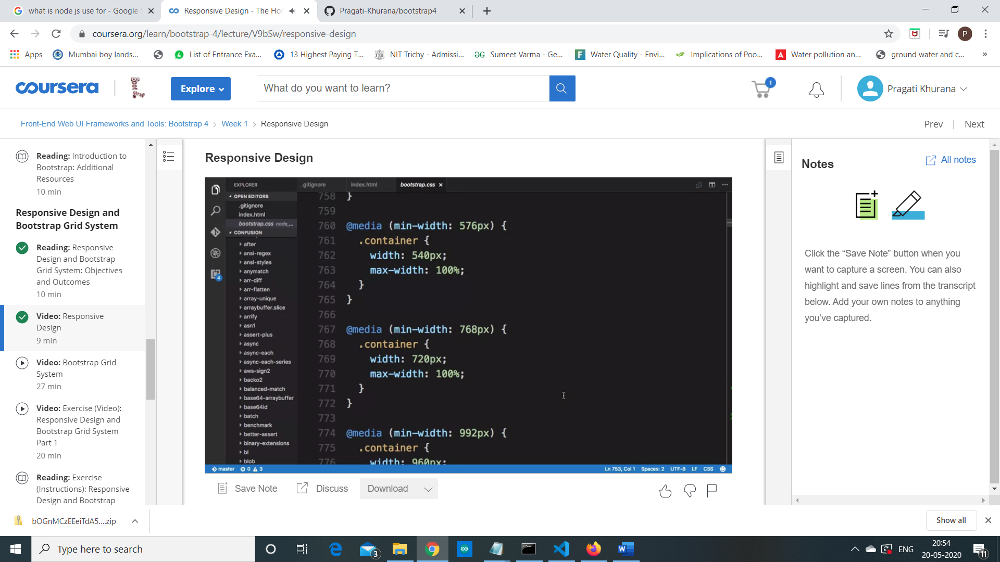 what is node js use for - Google S
Responsive Design - The Hor
Pragati-Khurana/bootstrap4
coursera.org/learn/bootstrap-4/lecture/V9bSw/responsive-design
P
Apps
Mumbai boy lands...
4
List of Entrance Exa...
13 Highest Paying T...
NIT Trichy - Admissi...
Sumeet Varma - Ge...
F
Water Quality - Envi...
Implications of Poo...
A
Water pollution an...
ground water and c...
»
coursera
Bootstrap
Explore
What do you want to learn?
1
Pragati Khurana
Front-End Web UI Frameworks and Tools: Bootstrap 4
Week 1
Responsive Design
Prev
Next
Reading: Introduction to
Bootstrap: Additional
Resources
10 min
Responsive Design and
Bootstrap Grid System
Reading: Responsive
Design and Bootstrap
Grid System: Objectives
and Outcomes
10 min
Video: Responsive
Design
9 min
Video: Bootstrap Grid
System
27 min
Video: Exercise (Video):
Responsive Design and
Bootstrap Grid System
Part 1
20 min
Reading: Exercise
(Instructions): Responsive
Design and Bootstrap
Responsive Design
EXPLORER
OPEN EDITORS
.gitignore
index.html
bootstrap.css node_...
CONFUSION
after
ansi-regex
ansi-styles
anymatch
arr-diff
arr-flatten
array-unique
arraybuffer.slice
arrify
asn1
assert-plus
async
async-each
async-each-series
aws-sign2
backo2
balanced-match
base64-arraybuffer
base64id
batch
benchmark
better-assert
binary-extensions
bl
blob
4
.gitignore
index.html
bootstrap.css
758 }
759
760 @media (min-width: 576px) {
761 .container {
762 width: 540px;
763 max-width: 100%;
764 }
765 }
766
767 @media (min-width: 768px) {
768 .container {
769 width: 720px;
770 max-width: 100%;
771 }
772 }
773
774 @media (min-width: 992px) {
775 .container {
776 width: 960px;
master
0 3
Ln 753, Col 1
Spaces: 2
UTF-8
LF
CSS
Save Note
Discuss
Download
Notes
All notes
Click the “Save Note” button when you
want to capture a screen. You can also
highlight and save lines from the transcript
below. Add your own notes to anything
you’ve captured.
bOGnMCzEEeiTdA5....zip
Show all
Type here to search
3
ENG
20:54
20-05-2020
11